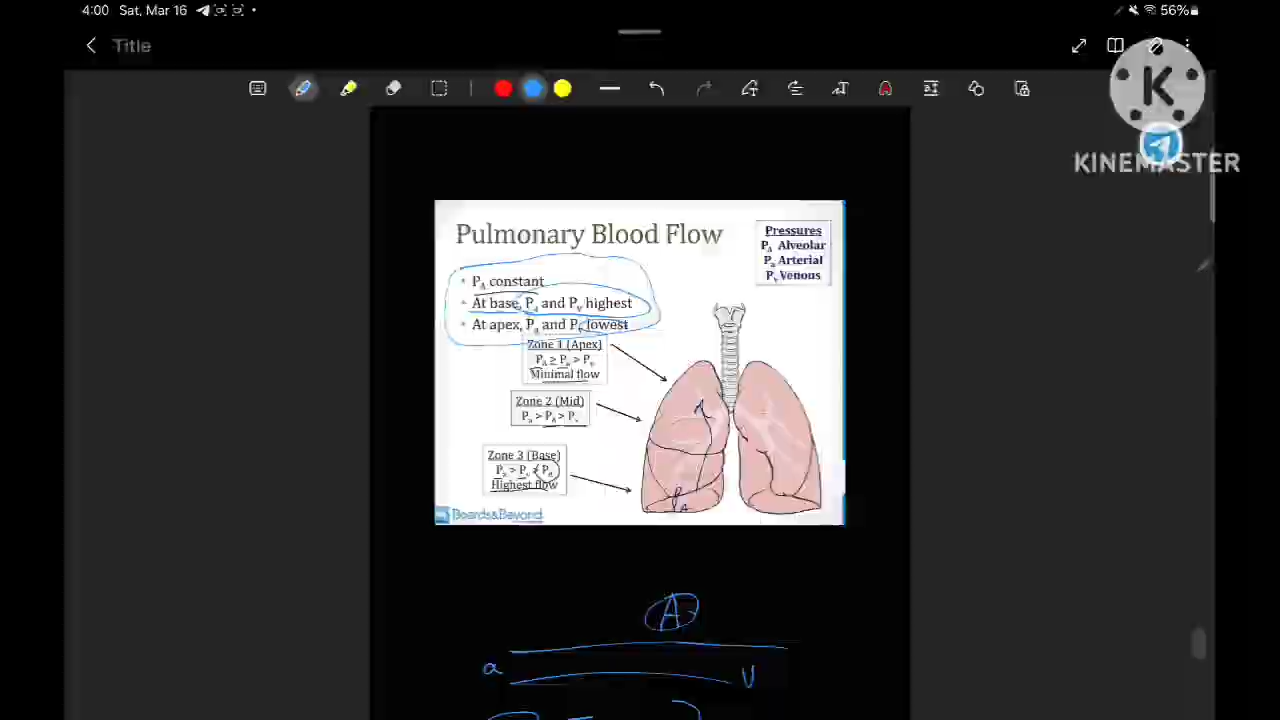 4:00 Sat, Mar 16
56%
Title
KINEMASTER
Pulmonary Blood Flow
Pressures
PA Alveolar
Pa Arterial
Pv Venous
• PA constant
• At base, Pa and Pv highest
• At apex, Pa and Pv lowest
Zone 1 (Apex)
PA ≥ Pa > Pv
Minimal flow
Zone 2 (Mid)
Pa > PA > Pv
Zone 3 (Base)
Pa > Pv > PA
Highest flow
PA
Boards&Beyond
A
a
V